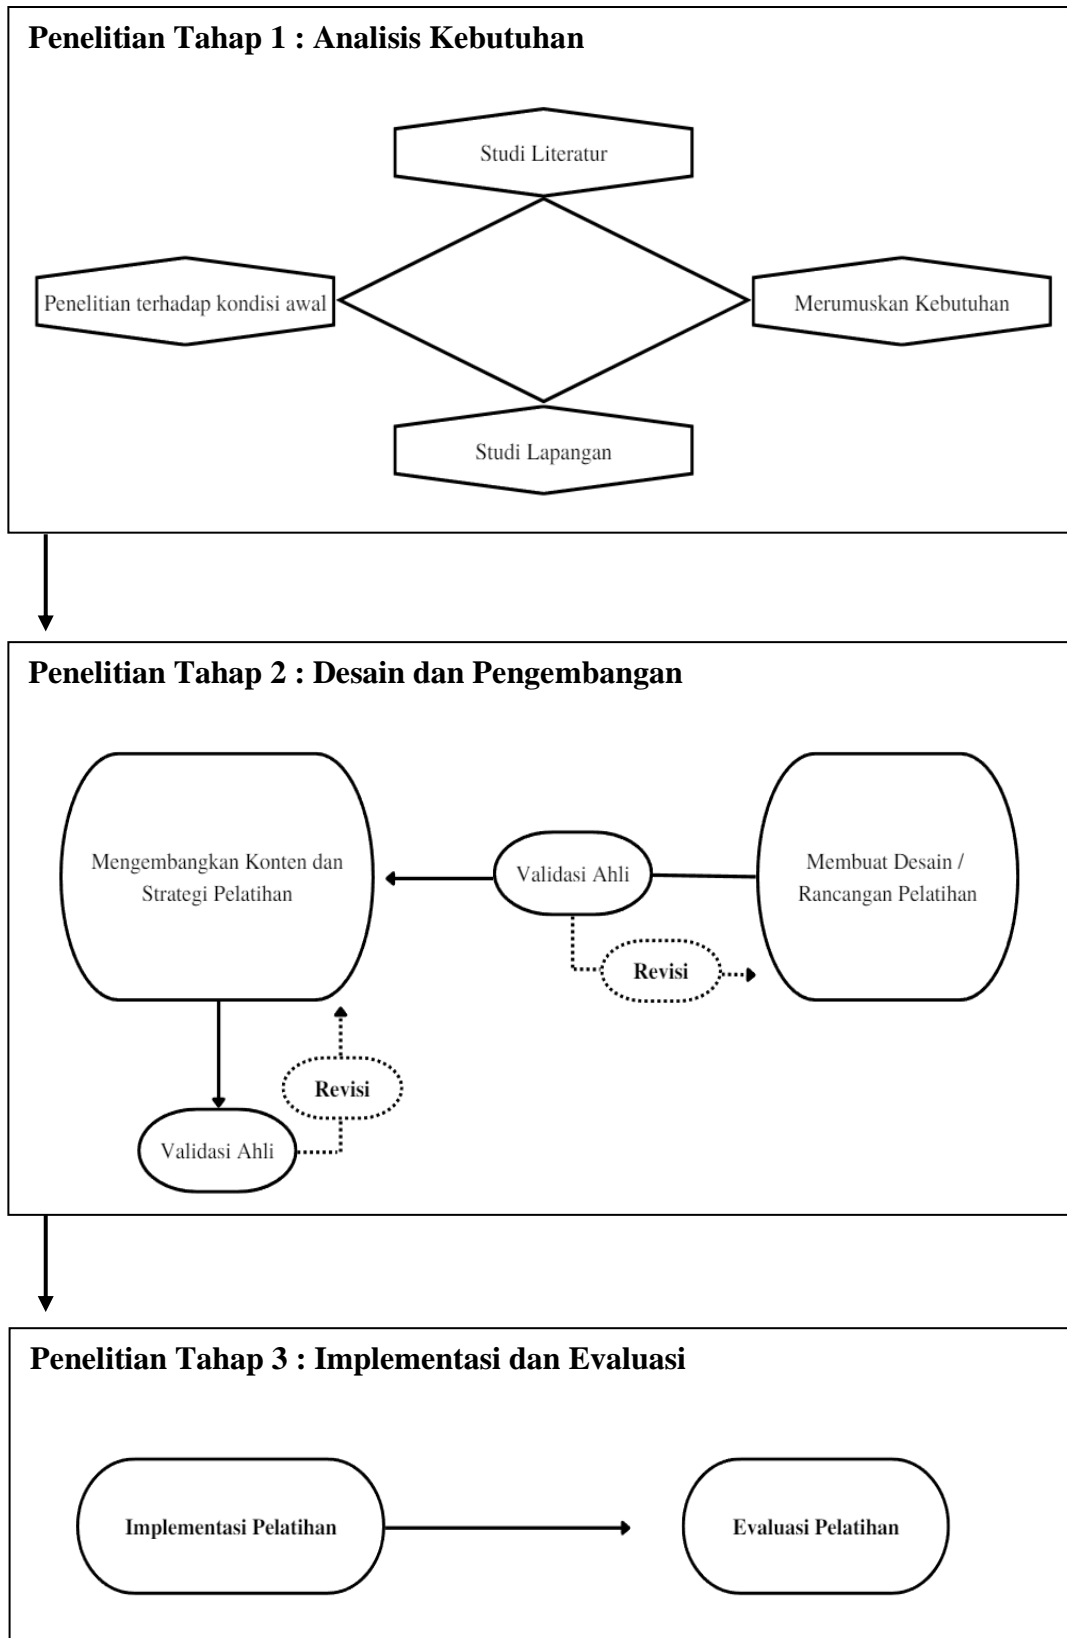 Penelitian Tahap 1 : Analisis Kebutuhan
Studi Literatur
Penelitian terhadap kondisi awal
Merumuskan Kebutuhan
Studi Lapangan
Penelitian Tahap 2 : Desain dan Pengembangan
Mengembangkan Konten dan
Strategi Pelatihan
Validasi Ahli
Membuat Desain /
Rancangan Pelatihan
Revisi
Revisi
Validasi Ahli
Penelitian Tahap 3 : Implementasi dan Evaluasi
Implementasi Pelatihan
Evaluasi Pelatihan